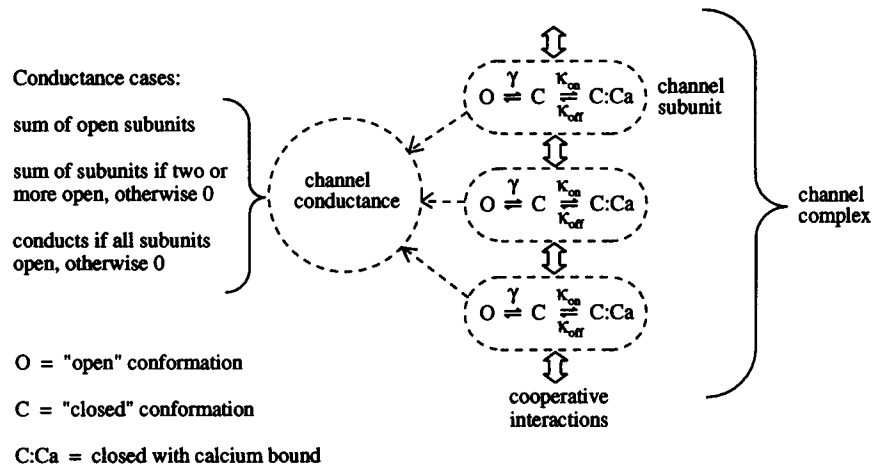 Conductance cases:
sum of open subunits
sum of subunits if two or
more open, otherwise 0
conducts if all subunits
open, otherwise 0
O = "open" conformation
C = "closed" conformation
C:Ca = closed with calcium bound
channel
conductance
γ κon
O ⇌ C ⇌ C:Ca
κoff
γ κon
O ⇌ C ⇌ C:Ca
κoff
γ κon
O ⇌ C ⇌ C:Ca
κoff
cooperative
interactions
channel
subunit
channel
complex